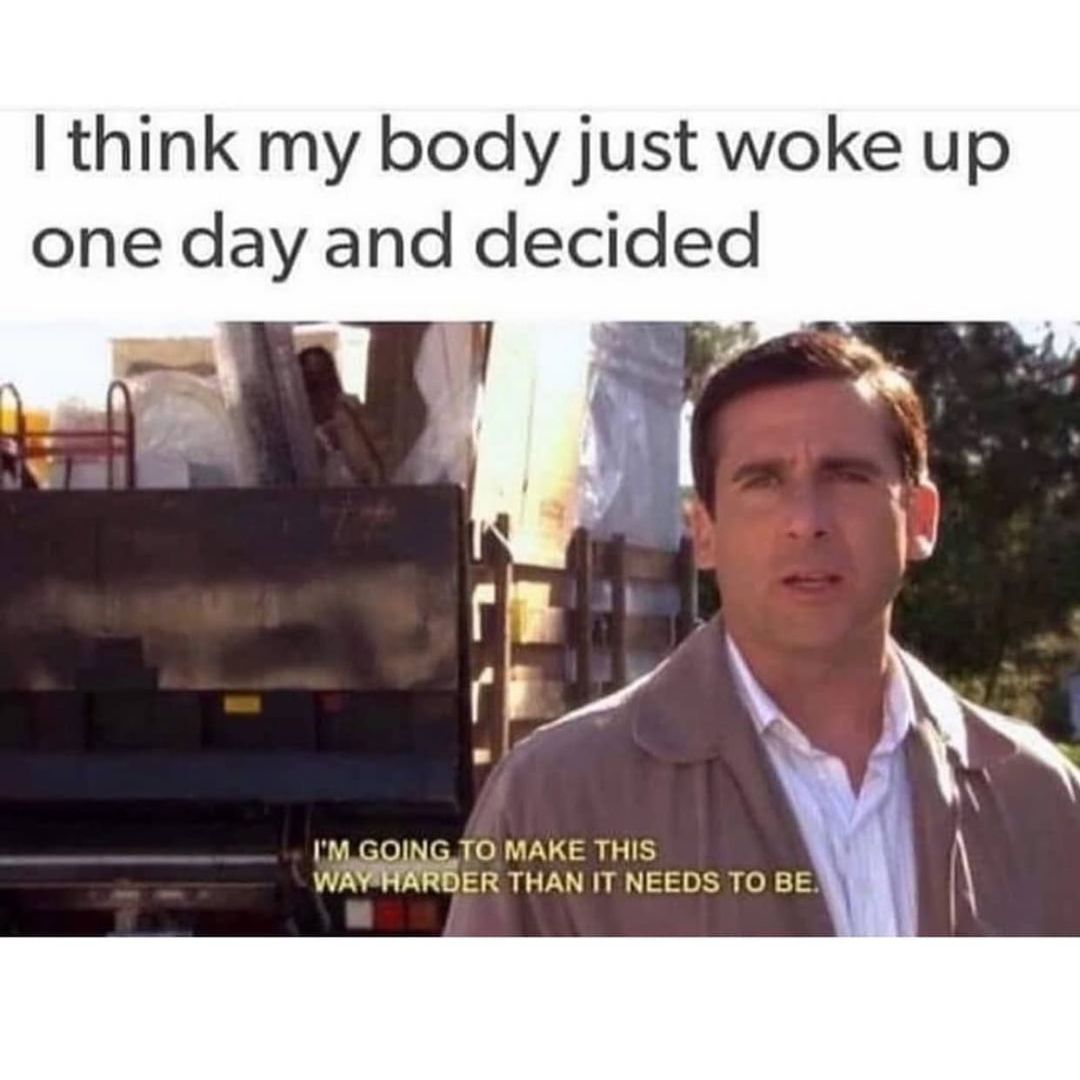 I think my body just woke up
one day and decided
I'M GOING TO MAKE THIS
WAY HARDER THAN IT NEEDS TO BE.